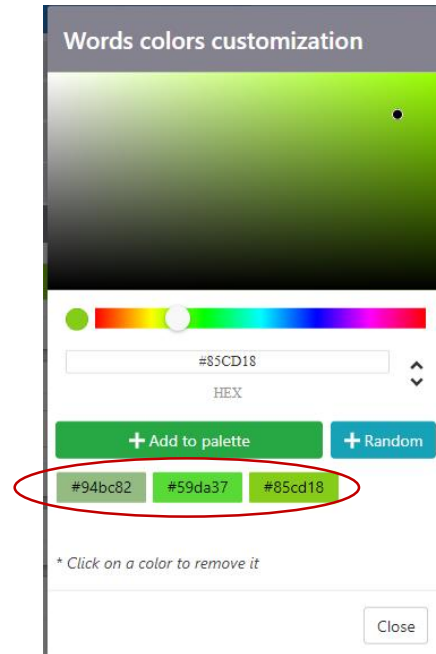 Words colors customization
#85CD18
HEX
+ Add to palette + Random
#94bc82 #59da37 #85cd18
* Click on a color to remove it
Close